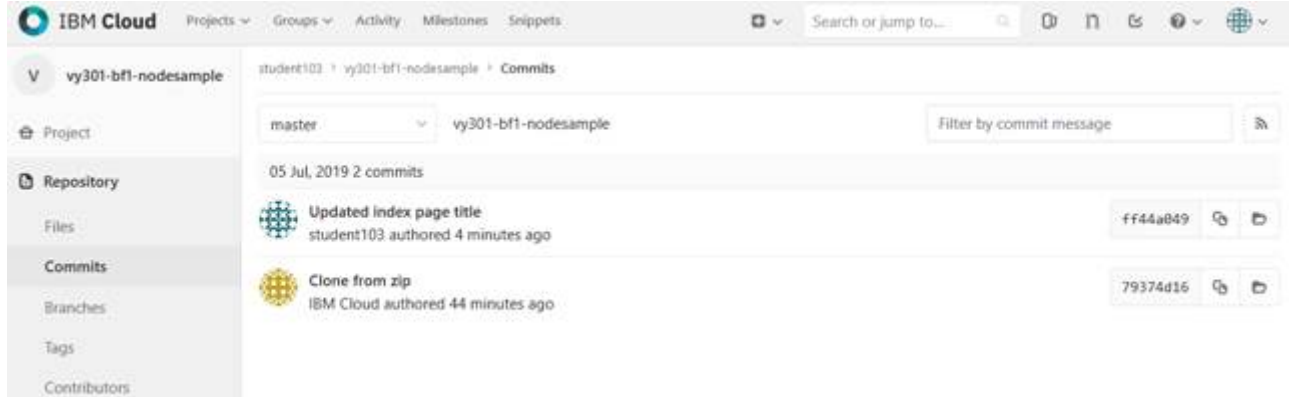 IBM Cloud Projects Groups Activity Milestones Snippets Search or jump to...
V vy301-bf1-nodesample
student103 › vy301-bf1-nodesample › Commits
Project
master vy301-bf1-nodesample Filter by commit message
05 Jul, 2019 2 commits
Repository
Updated index page title
student103 authored 4 minutes ago
ff44a049
Files
Commits
Clone from zip
IBM Cloud authored 44 minutes ago
79374d16
Branches
Tags
Contributors